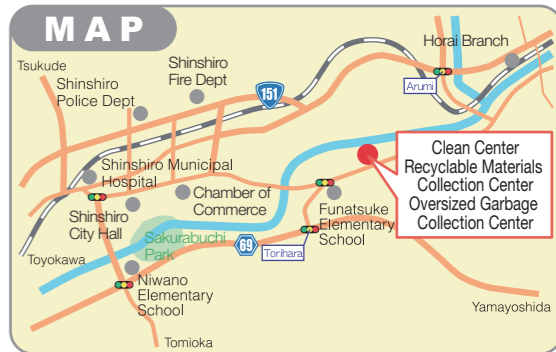 MAP
Tsukude
Shinshiro
Police Dept
Shinshiro
Fire Dept
151
Horai Branch
Arumi
Clean Center
Recyclable Materials
Collection Center
Oversized Garbage
Collection Center
Shinshiro Municipal
Hospital
Chamber of
Commerce
Shinshiro
City Hall
Funatsuke
Elementary
School
Sakurabuchi
Park
69
Torihara
Toyokawa
Niwano
Elementary
School
Yamayoshida
Tomioka